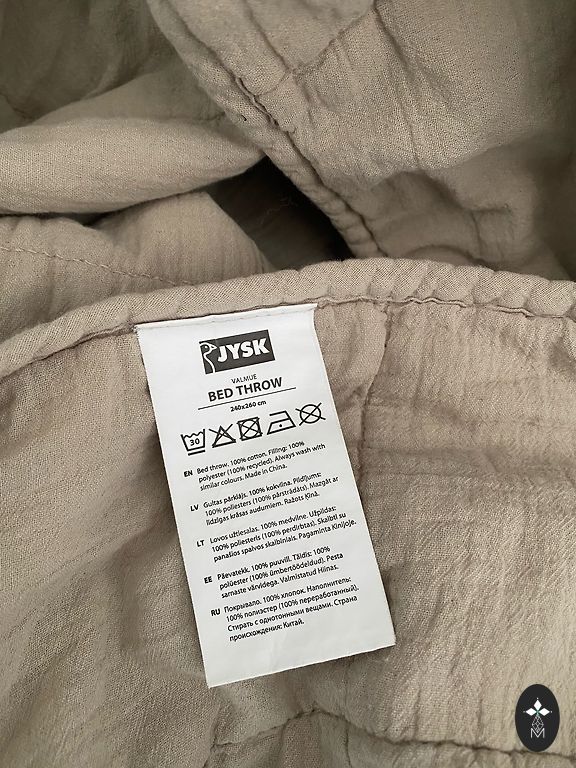 JYSK
VALMUE
BED THROW
240x260 cm
30
EN Bed throw. 100% cotton. Filling: 100%
polyester (100% recycled). Always wash with
similar colours. Made in China.
LV Gultas pārklājs. 100% kokvilna. Pildījums:
100% poliesters (100% pārstrādāts). Mazgāt ar
līdzīgas krāsas audumiem. Ražots Ķīnā.
LT Lovos užtiesalas. 100% medvilnė. Užpildas:
100% poliesteris (100% perdirbtas). Skalbti su
panašios spalvos skalbiniais. Pagaminta Kinijoje.
EE Päevatekk. 100% puuvill. Täidis: 100%
polüester (100% ümbertöödeldud). Pesta
sarnaste värvidega. Valmistatud Hiinas.
RU Покрывало. 100% хлопок. Наполнитель:
100% полиэстер (100% переработанный).
Стирать с однотонными вещами. Страна
происхождения: Китай.